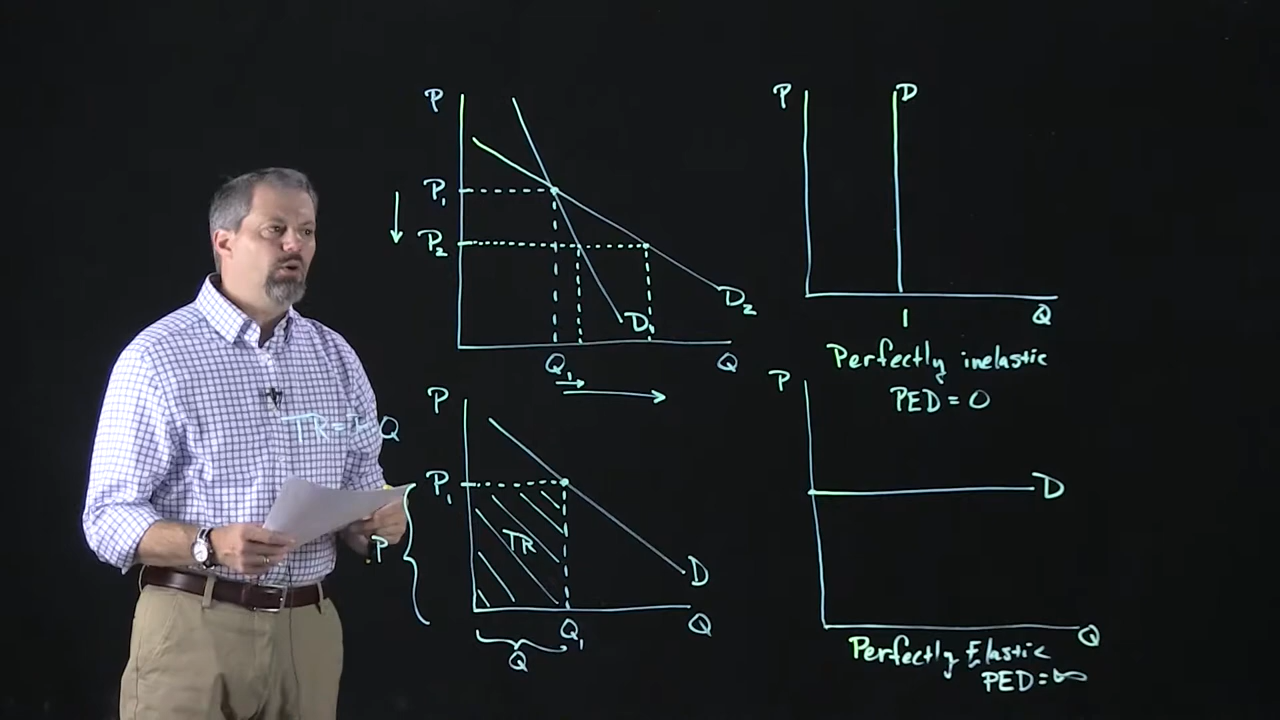 P
P₁
P₂
D₁
D₂
Q₁
Q
TR=P Q
P
P₁
P
TR
D
Q₁
Q
Q
P
D
1
Q
Perfectly inelastic
PED = 0
P
D
Q
Perfectly Elastic
PED=∞